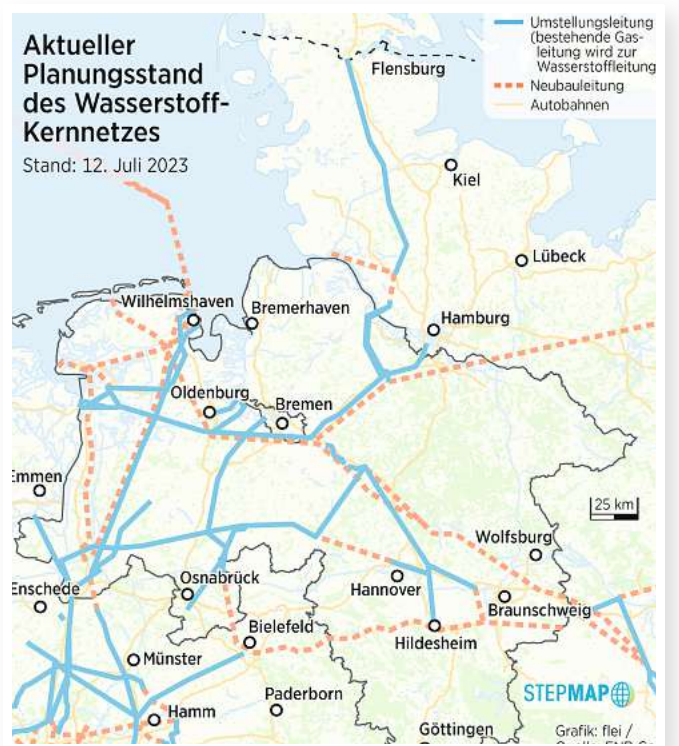 Aktueller
Planungsstand
des Wasserstoff-
Kernnetzes
Stand: 12. Juli 2023
Umstellungsleitung
(bestehende Gas-
leitung wird zur
Wasserstoffleitung
Neubauleitung
Autobahnen
Flensburg
Kiel
Lübeck
Wilhelmshaven
Bremerhaven
Hamburg
Oldenburg
Bremen
Emmen
25 km
Wolfsburg
Enschede
Osnabrück
Hannover
Braunschweig
Bielefeld
Hildesheim
Münster
STEPMAP
Paderborn
Hamm
Göttingen
Grafik: flei /